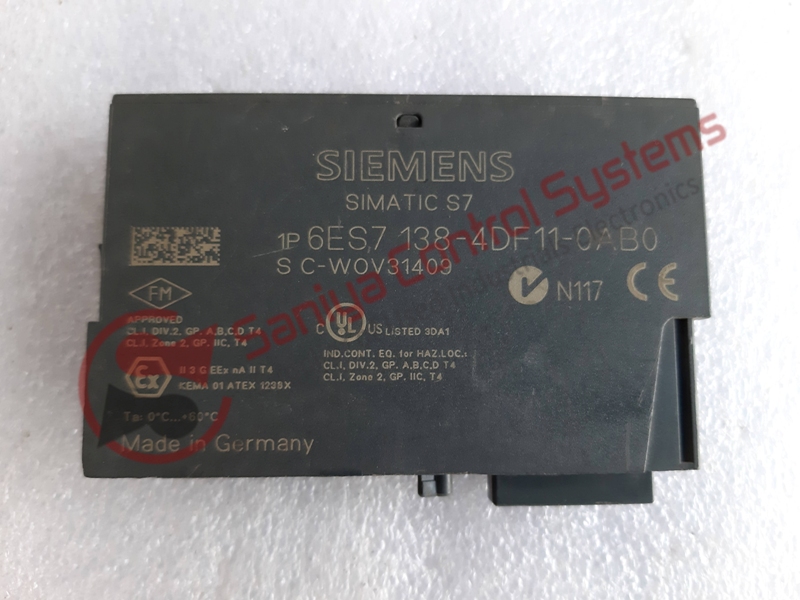 SIEMENS
SIMATIC S7
1P 6ES7 138-4DF11-0AB0
S C-W0V31409
FM
APPROVED
CL.I, DIV.2, GP. A,B,C,D T4
CL.I, Zone 2, GP. IIC, T4
C UL US LISTED 3DA1
IND.CONT. EQ. for HAZ.LOC.:
CL.I, DIV.2, GP. A,B,C,D T4
CL.I, Zone 2, GP. IIC, T4
N117 CE
Ex
II 3 G EEx nA II T4
KEMA 01 ATEX 1238X
Ta: 0°C...+60°C
Made in Germany
Saniya Control Systems
Industrials Electronics